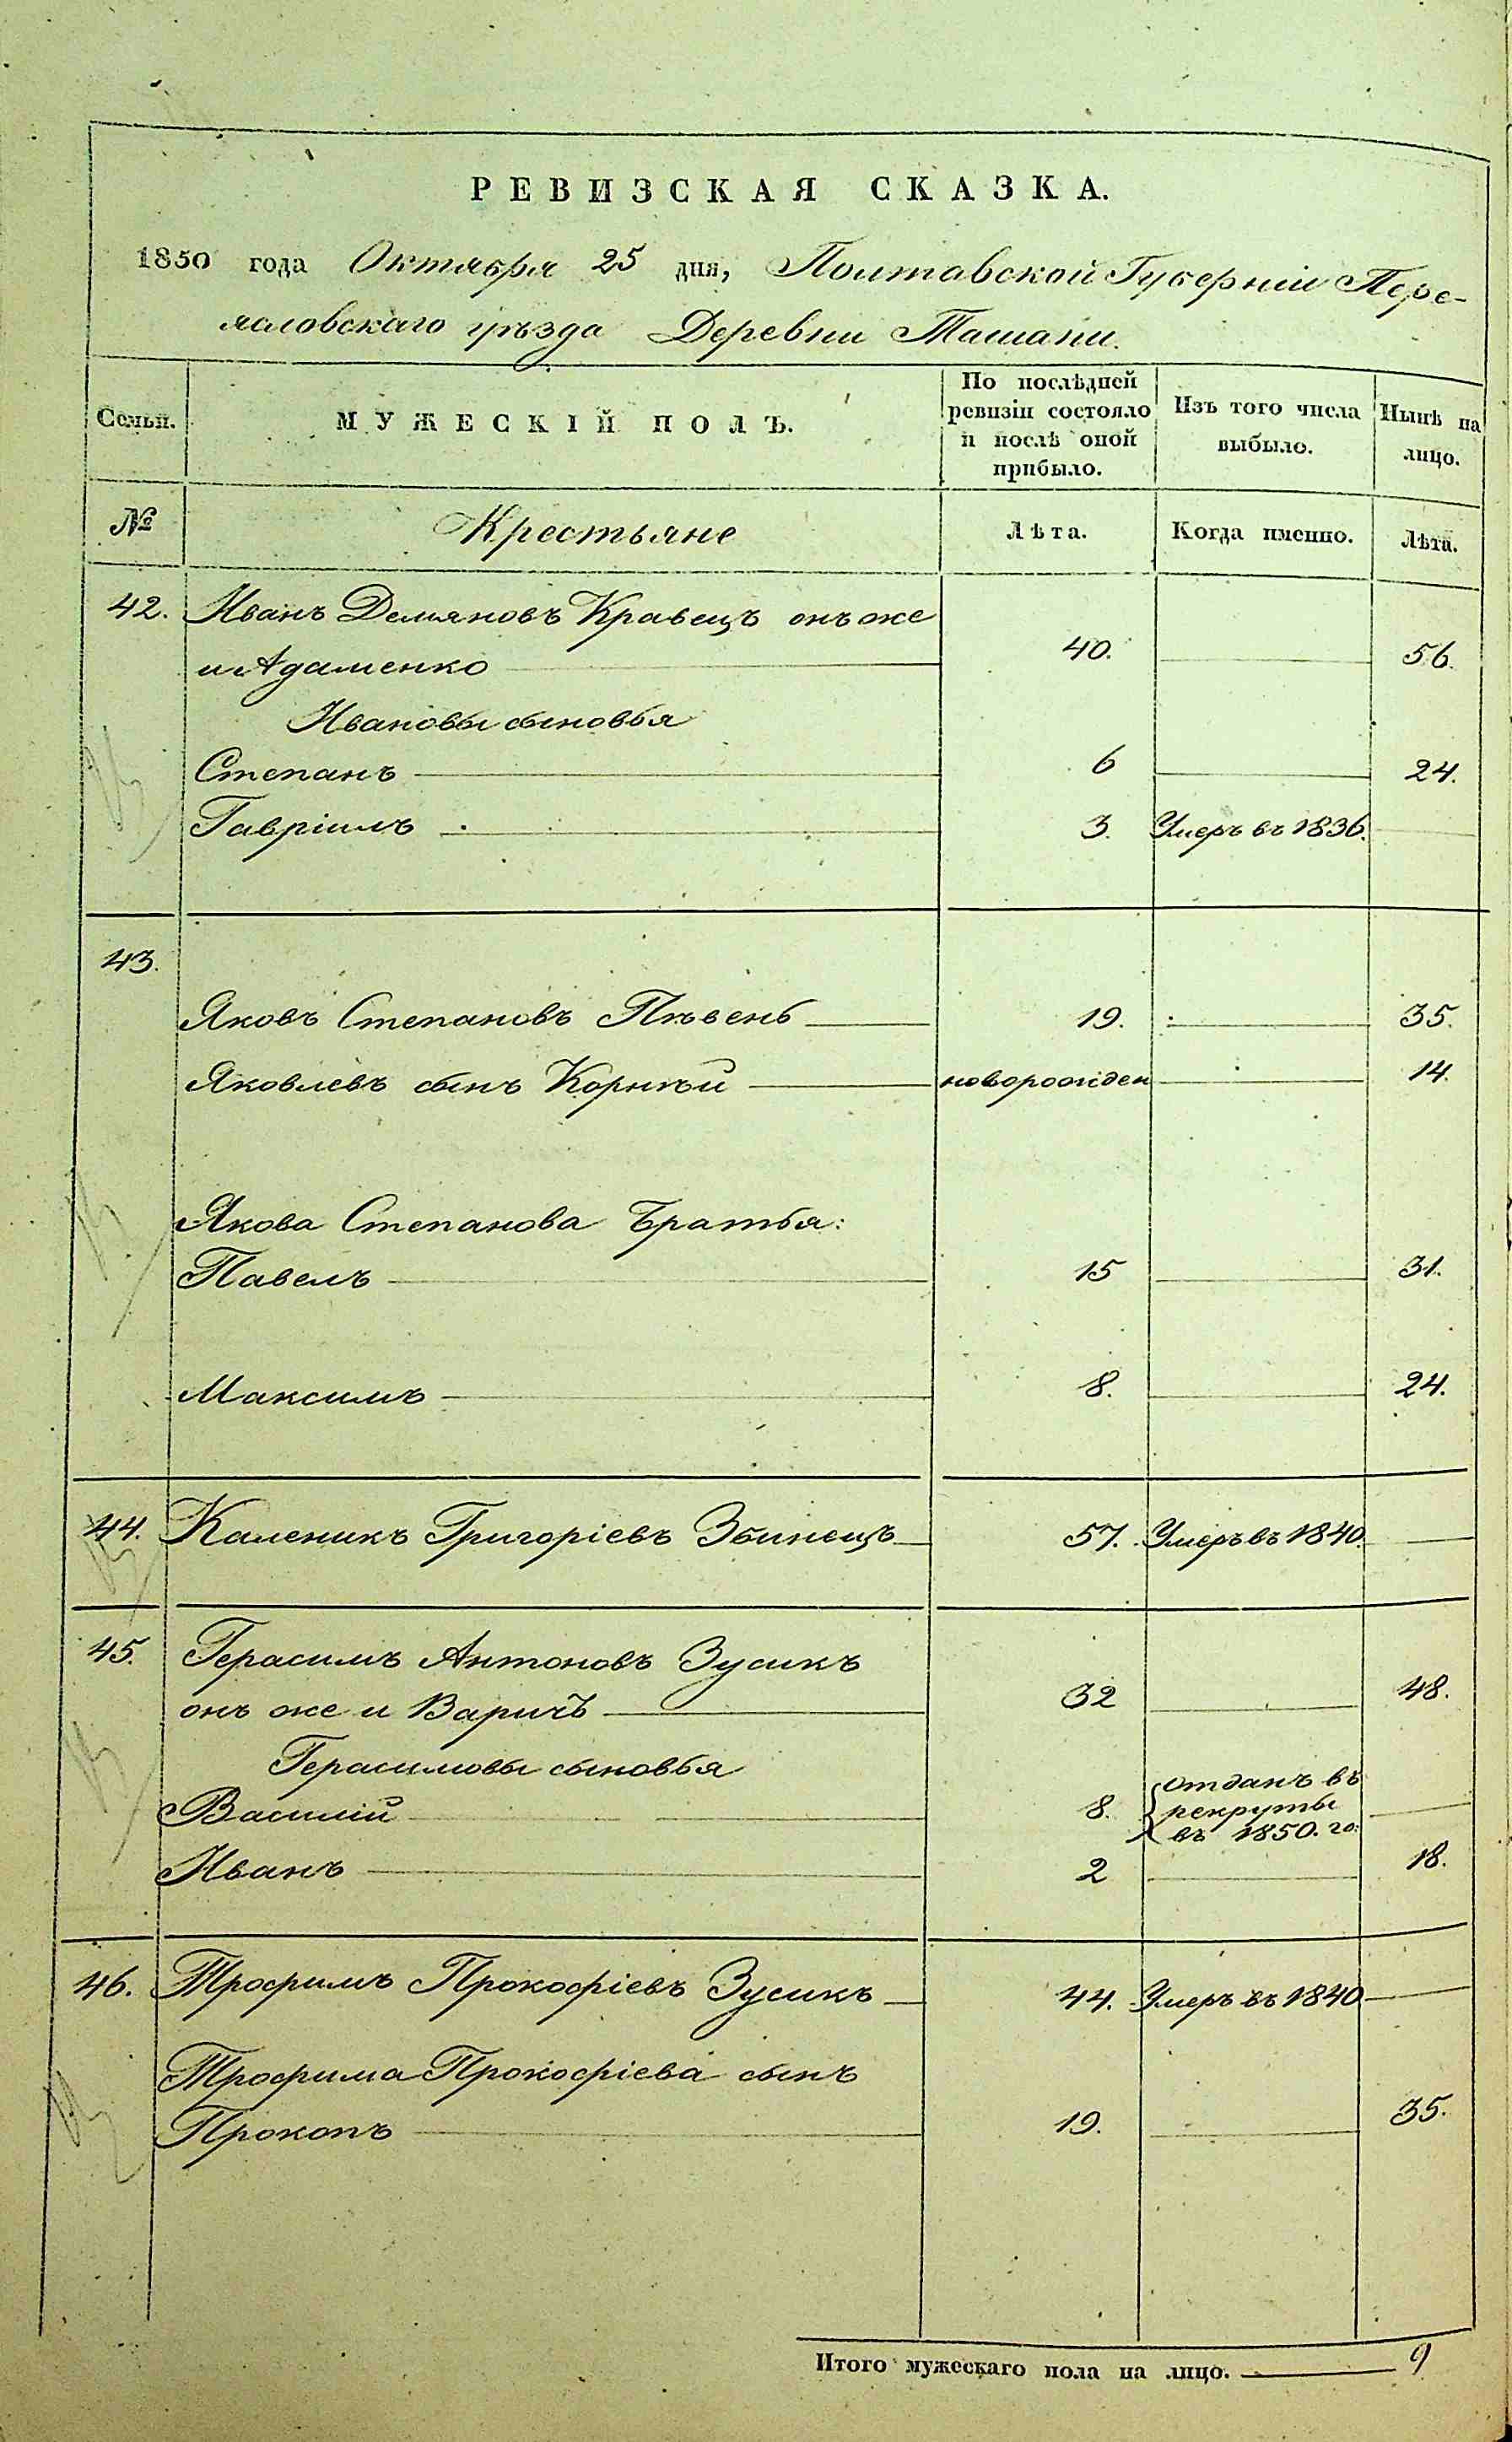 РЕВИЗСКАЯ СКАЗКА.
1850 года Октября 25 дня, Полтавской Губерніи Пере-
яаловскаго уѣзда Деревни Ташани.
Семьи. МУЖЕСКІЙ ПОЛЪ. По послѣдней ревизіи состояло и послѣ оной прибыло. Изъ того числа выбыло. Нынѣ на лицо.
№ Крестьяне Лѣта. Когда именно. Лѣта.
42. Иванъ Демяновъ Кравецъ онъ же
и Адаменко 40. 56.
Ивановы сыновья
Степанъ 6 24.
Гавріилъ 3. Умеръ въ 1836.
43.
Яковъ Степановъ Пѣвень 19. 35.
Яковлевъ сынъ Корнѣй новорожден 14.
Якова Степанова Братья:
Павелъ 15 31.
Максимъ 8. 24.
44. Каленикъ Григоріевъ Збинецъ 57. Умеръ въ 1840.
45. Герасимъ Антоновъ Зусикъ
онъ же и Варичъ 32 48.
Герасимовы сыновья
Василій 8. отданъ въ
рекруты
въ 1850. го:
Иванъ 2 18.
46. Трофимъ Прокофіевъ Зусикъ 44. Умеръ въ 1840
Трофима Прокофіева сынъ
Прокопъ 19. 35.
Итого мужескаго пола на лицо. 9